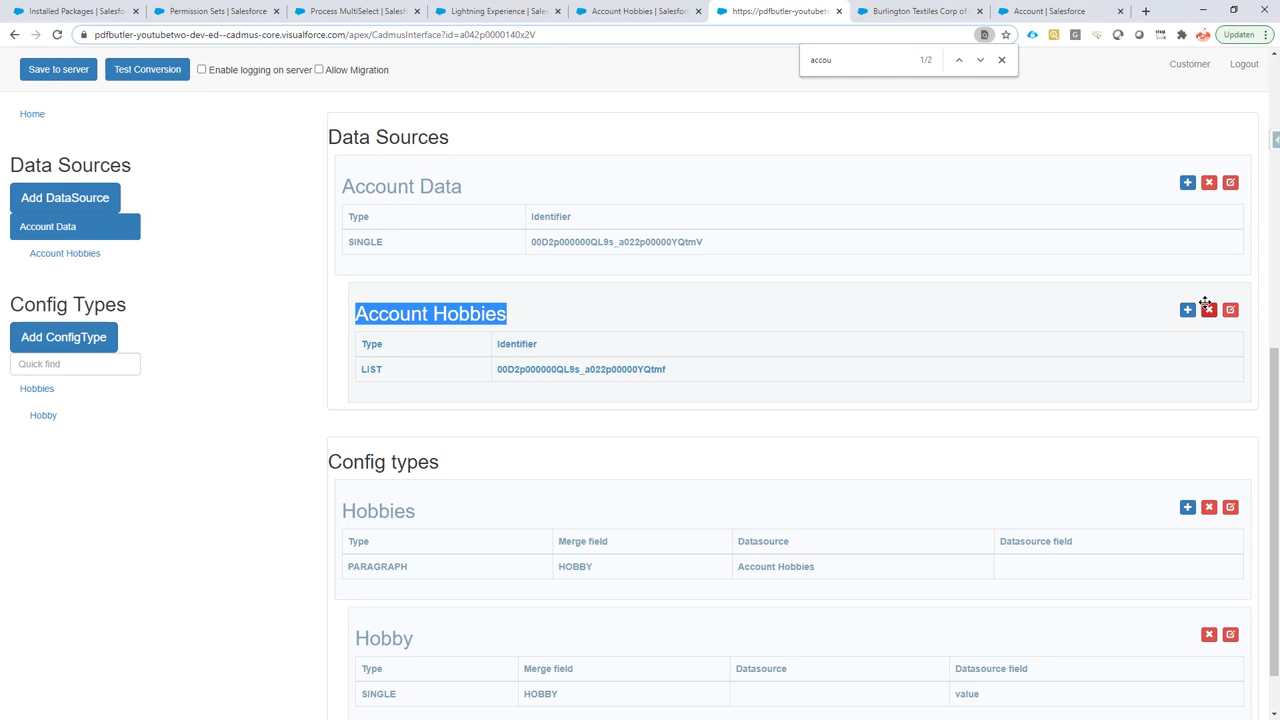 Installed Packages | Salesfo
Permission Sets | Salesforce
Process MultiSelect | Salesf
Lightning Experience | Sales
Account Hobbies | Salesforc
https://pdfbutler-youtubetw
Burlington Textiles Corp of
Account | Salesforce
pdfbutler-youtubetwo-dev-ed--cadmus-core.visualforce.com/apex/CadmusInterface?id=a042p0000140x2V
Updaten
accou 1/2
Save to server Test Conversion Enable logging on server Allow Migration
Customer Logout
Home
Data Sources
Add DataSource
Account Data
Account Hobbies
Config Types
Add ConfigType
Quick find
Hobbies
Hobby
Data Sources
Account Data
Type Identifier
SINGLE 00D2p000000QL9s_a022p00000YQtmV
Account Hobbies
Type Identifier
LIST 00D2p000000QL9s_a022p00000YQtmf
Config types
Hobbies
Type Merge field Datasource Datasource field
PARAGRAPH HOBBY Account Hobbies
Hobby
Type Merge field Datasource Datasource field
SINGLE HOBBY value